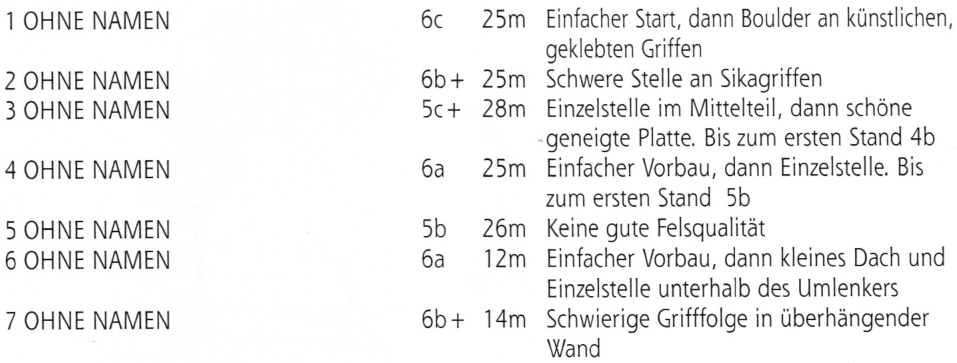 1 OHNE NAMEN 6c 25m Einfacher Start, dann Boulder an künstlichen,
geklebten Griffen
2 OHNE NAMEN 6b+ 25m Schwere Stelle an Sikagriffen
3 OHNE NAMEN 5c+ 28m Einzelstelle im Mittelteil, dann schöne
geneigte Platte. Bis zum ersten Stand 4b
4 OHNE NAMEN 6a 25m Einfacher Vorbau, dann Einzelstelle. Bis
zum ersten Stand 5b
5 OHNE NAMEN 5b 26m Keine gute Felsqualität
6 OHNE NAMEN 6a 12m Einfacher Vorbau, dann kleines Dach und
Einzelstelle unterhalb des Umlenkers
7 OHNE NAMEN 6b+ 14m Schwierige Grifffolge in überhängender
Wand